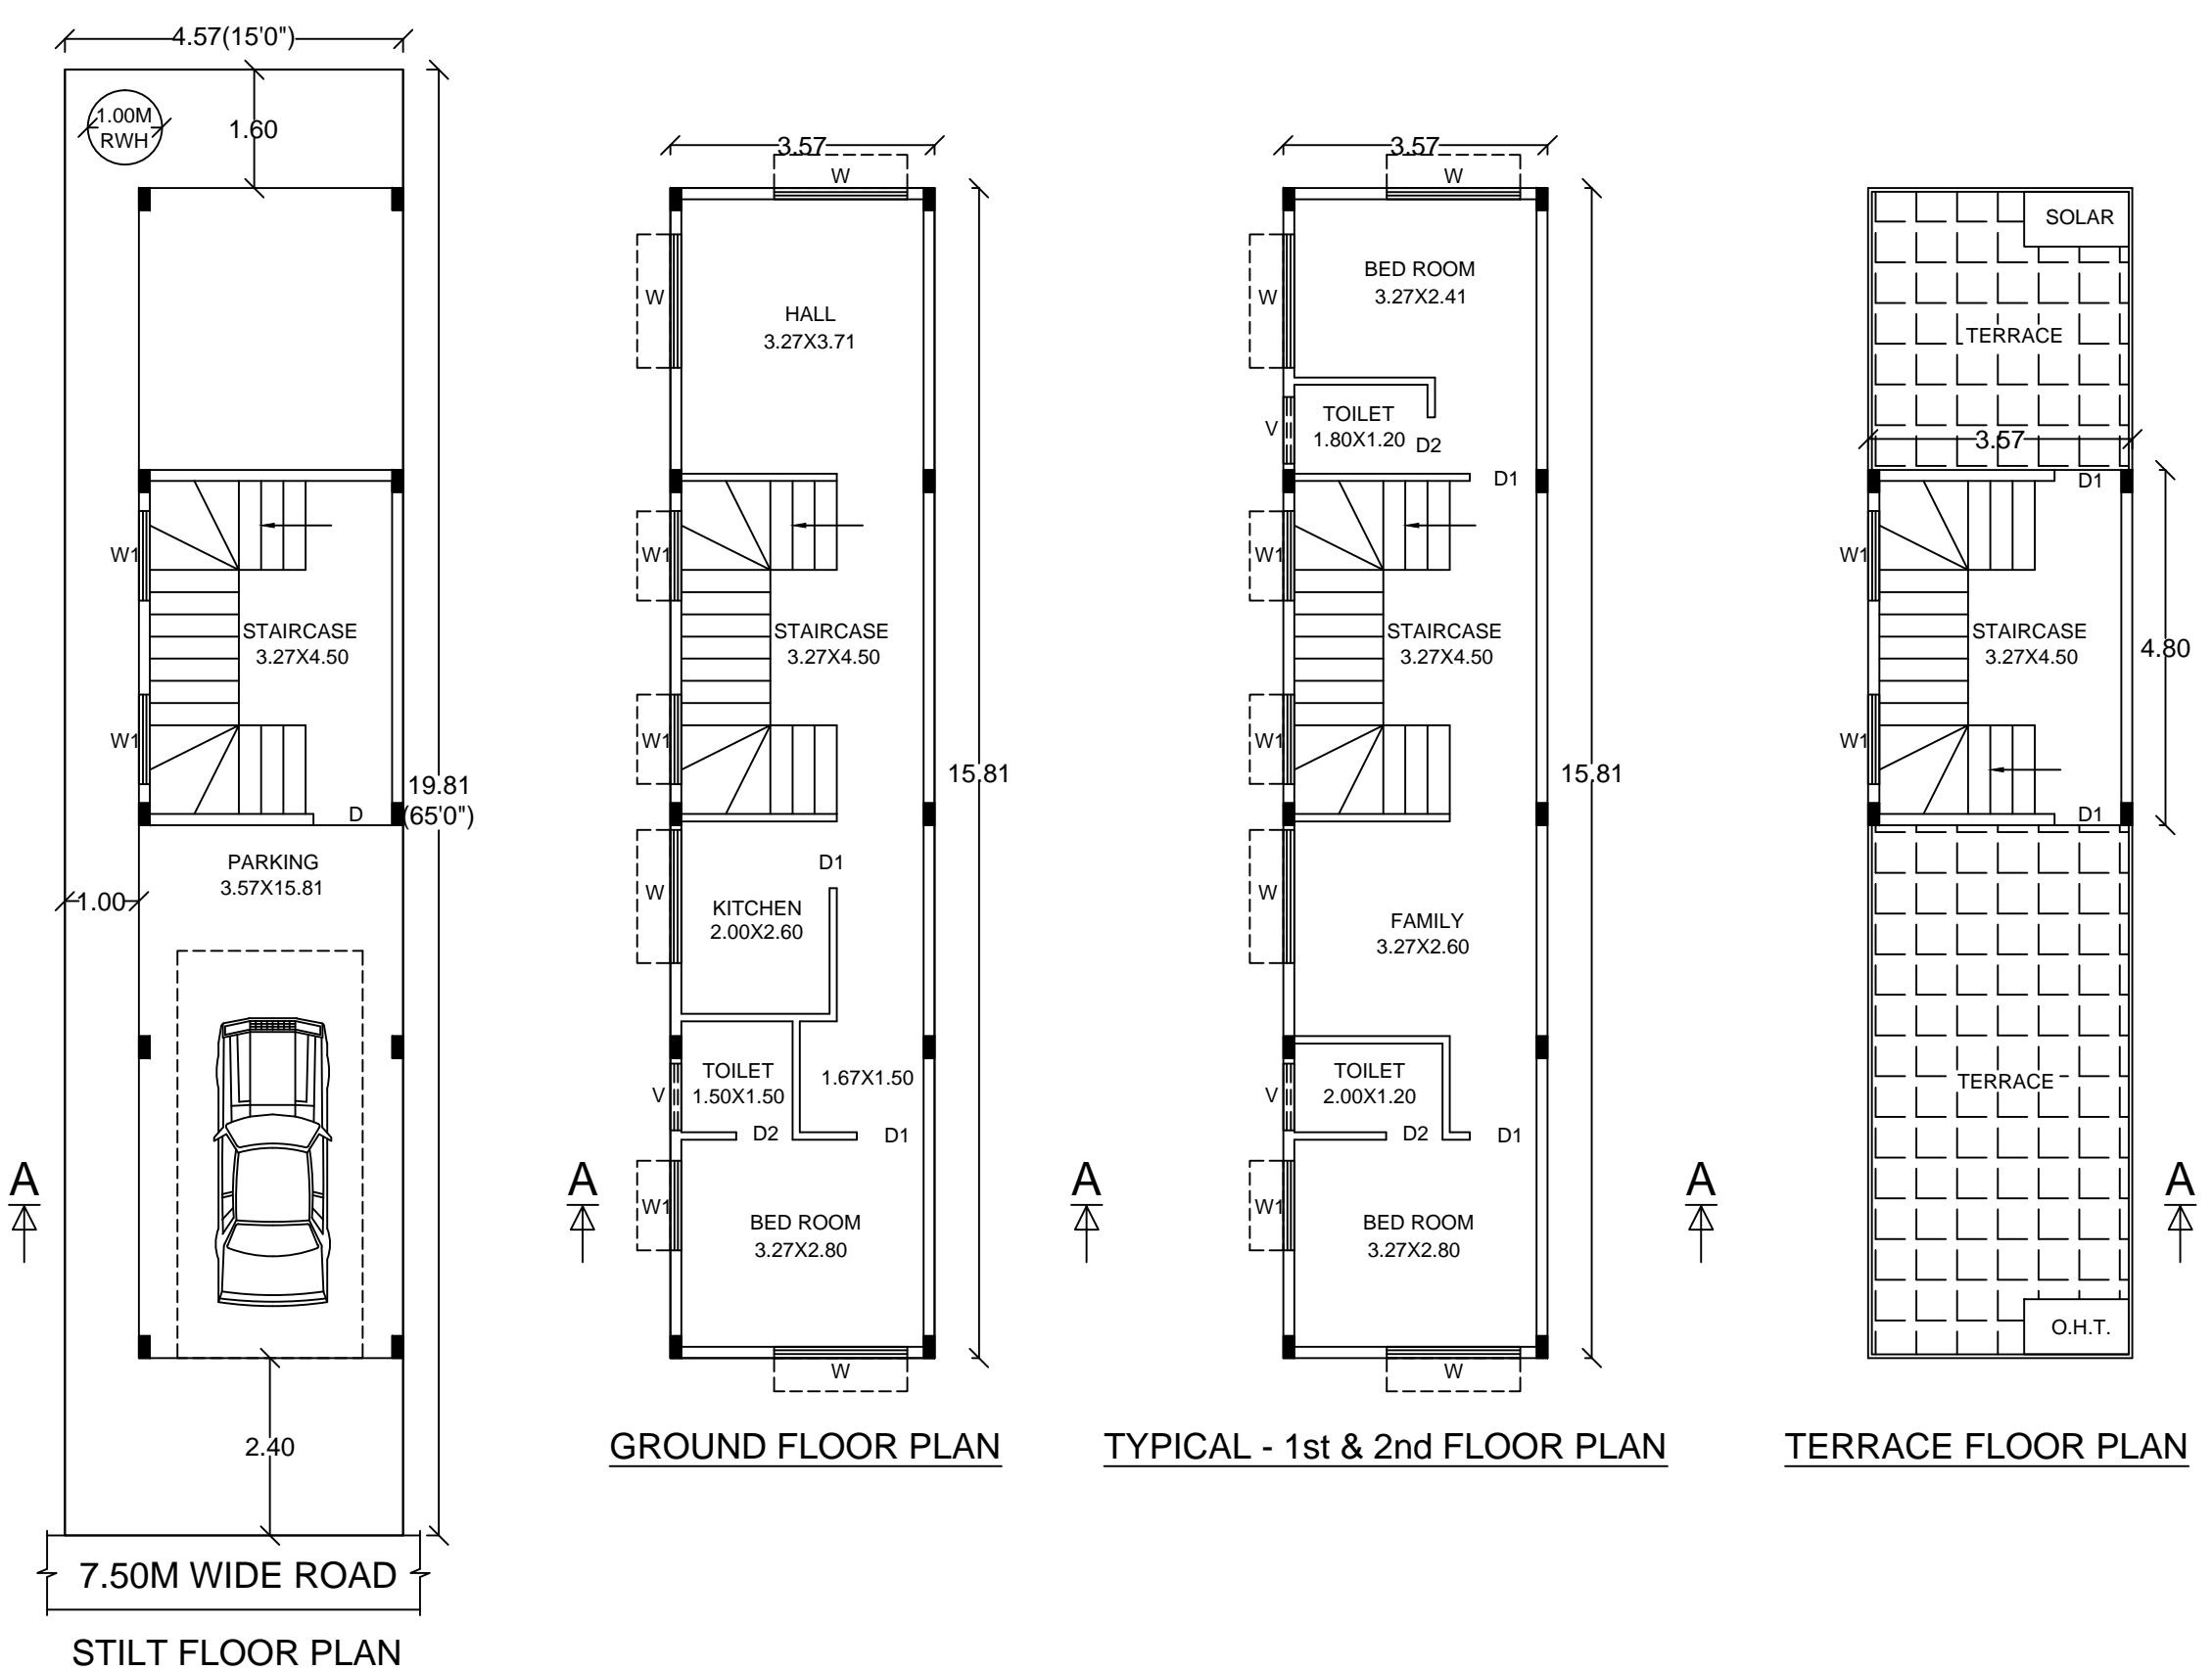 4.57(15'0")
1.00M
RWH
1.60
W1
STAIRCASE
3.27X4.50
W1
19.81
(65'0")
D
PARKING
3.57X15.81
1.00
A
2.40
7.50M WIDE ROAD
STILT FLOOR PLAN
3.57
W
W
HALL
3.27X3.71
W1
STAIRCASE
3.27X4.50
W1
15.81
D1
W
KITCHEN
2.00X2.60
TOILET
1.50X1.50
1.67X1.50
V
D2
D1
A
W1
BED ROOM
3.27X2.80
W
GROUND FLOOR PLAN
3.57
W
BED ROOM
3.27X2.41
W
TOILET
1.80X1.20
V
D2
D1
W1
STAIRCASE
3.27X4.50
W1
15.81
W
FAMILY
3.27X2.60
TOILET
2.00X1.20
V
D2
D1
A
W1
BED ROOM
3.27X2.80
W
TYPICAL - 1st & 2nd FLOOR PLAN
SOLAR
TERRACE
3.57
D1
W1
STAIRCASE
3.27X4.50
4.80
W1
D1
TERRACE
A
A
O.H.T.
TERRACE FLOOR PLAN